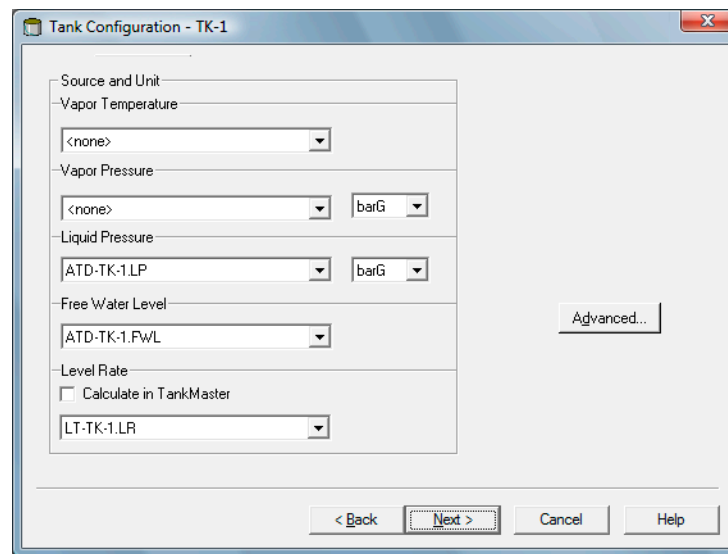 Tank Configuration - TK-1
Source and Unit
Vapor Temperature
<none>
Vapor Pressure
<none> barG
Liquid Pressure
ATD-TK-1.LP barG
Free Water Level
ATD-TK-1.FWL
Advanced...
Level Rate
Calculate in TankMaster
LT-TK-1.LR
< Back Next > Cancel Help